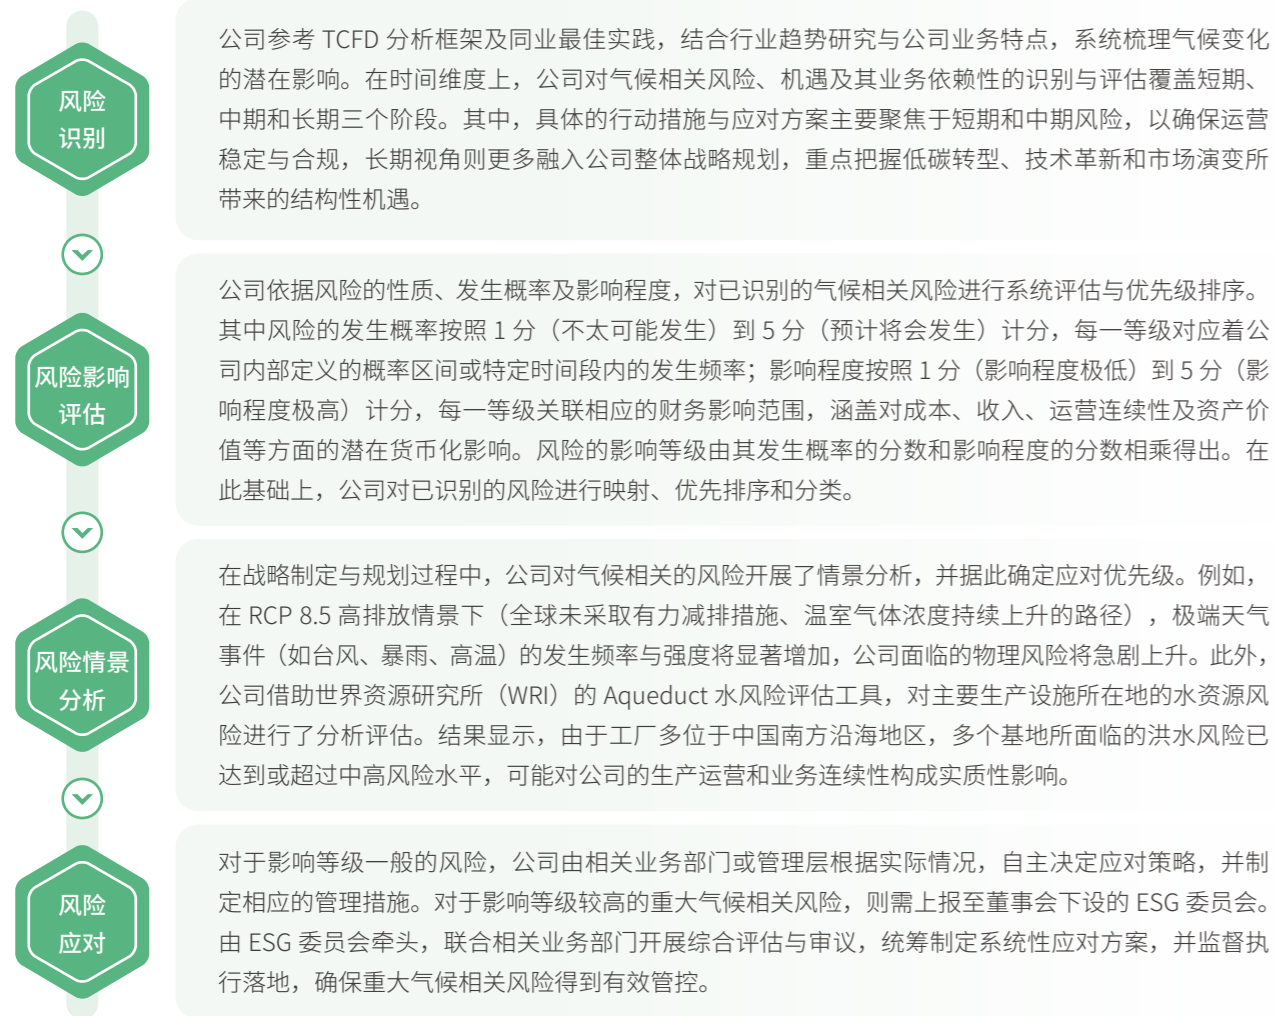 风险
识别
公司参考 TCFD 分析框架及同业最佳实践，结合行业趋势研究与公司业务特点，系统梳理气候变化
的潜在影响。在时间维度上，公司对气候相关风险、机遇及其业务依赖性的识别与评估覆盖短期、
中期和长期三个阶段。其中，具体的行动措施与应对方案主要聚焦于短期和中期风险，以确保运营
稳定与合规，长期视角则更多融入公司整体战略规划，重点把握低碳转型、技术革新和市场演变所
带来的结构性机遇。
风险影响
评估
公司依据风险的性质、发生概率及影响程度，对已识别的气候相关风险进行系统评估与优先级排序。
其中风险的发生概率按照 1 分（不太可能发生）到 5 分（预计将会发生）计分，每一等级对应着公
司内部定义的概率区间或特定时间段内的发生频率；影响程度按照 1 分（影响程度极低）到 5 分（影
响程度极高）计分，每一等级关联相应的财务影响范围，涵盖对成本、收入、运营连续性及资产价
值等方面的潜在货币化影响。风险的影响等级由其发生概率的分数和影响程度的分数相乘得出。在
此基础上，公司对已识别的风险进行映射、优先排序和分类。
风险情景
分析
在战略制定与规划过程中，公司对气候相关的风险开展了情景分析，并据此确定应对优先级。例如，
在 RCP 8.5 高排放情景下（全球未采取有力减排措施、温室气体浓度持续上升的路径），极端天气
事件（如台风、暴雨、高温）的发生频率与强度将显著增加，公司面临的物理风险将急剧上升。此外，
公司借助世界资源研究所（WRI）的 Aqueduct 水风险评估工具，对主要生产设施所在地的水资源风
险进行了分析评估。结果显示，由于工厂多位于中国南方沿海地区，多个基地所面临的洪水风险已
达到或超过中高风险水平，可能对公司的生产运营和业务连续性构成实质性影响。
风险
应对
对于影响等级一般的风险，公司由相关业务部门或管理层根据实际情况，自主决定应对策略，并制
定相应的管理措施。对于影响等级较高的重大气候相关风险，则需上报至董事会下设的 ESG 委员会。
由 ESG 委员会牵头，联合相关业务部门开展综合评估与审议，统筹制定系统性应对方案，并监督执
行落地，确保重大气候相关风险得到有效管控。